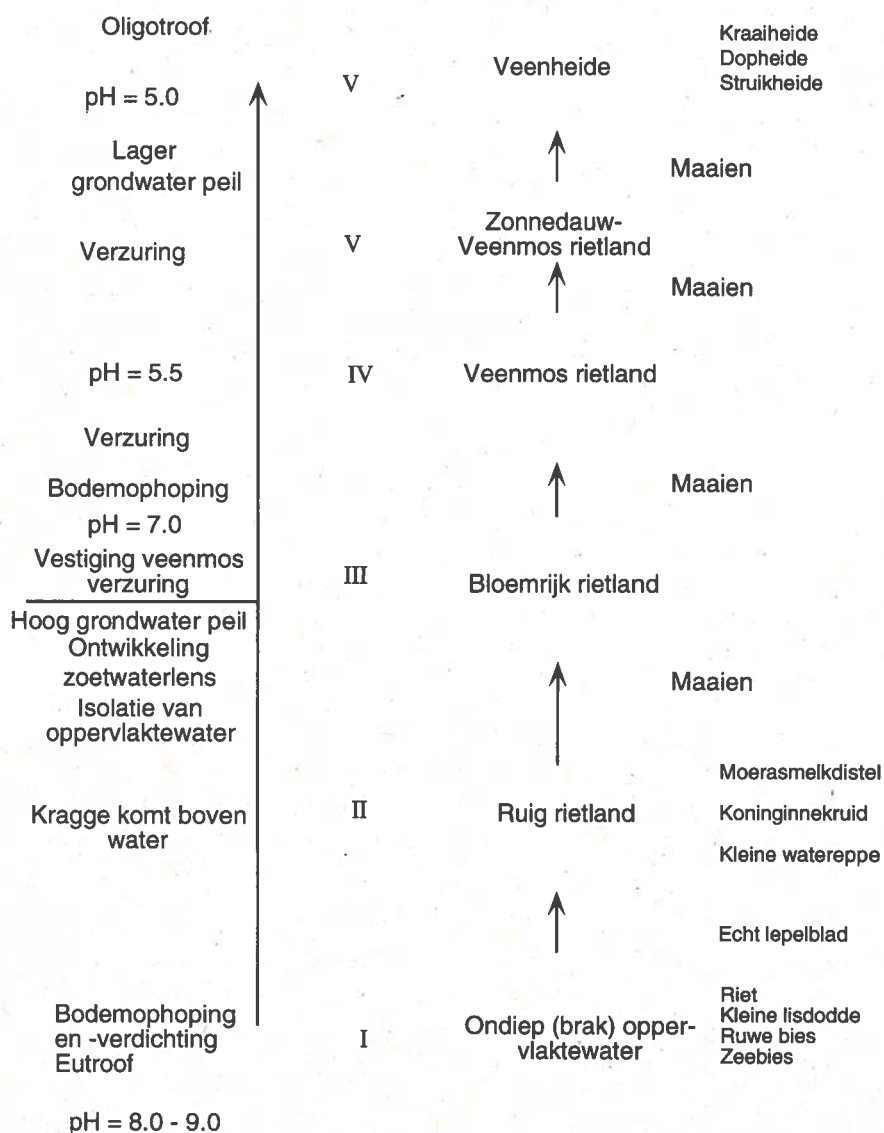 Oligotroof
Kraaiheide
Dopheide
Struikheide
Veenheide
V
pH = 5.0
Lager
grondwater peil
Maaien
Zonnedauw-
Veenmos rietland
V
Verzuring
Maaien
pH = 5.5
IV
Veenmos rietland
Verzuring
Bodemophoping
Maaien
pH = 7.0
Vestiging veenmos
verzuring
III
Bloemrijk rietland
Hoog grondwater peil
Ontwikkeling
zoetwaterlens
Isolatie van
oppervlaktewater
Maaien
Kragge komt boven
water
II
Ruig rietland
Moerasmelkdistel
Koninginnekruid
Kleine watereppe
Echt lepelblad
Bodemophoping
en -verdichting
Eutroof
I
Ondiep (brak) opper-
vlaktewater
Riet
Kleine lisdodde
Ruwe bies
Zeebies
pH = 8.0 - 9.0